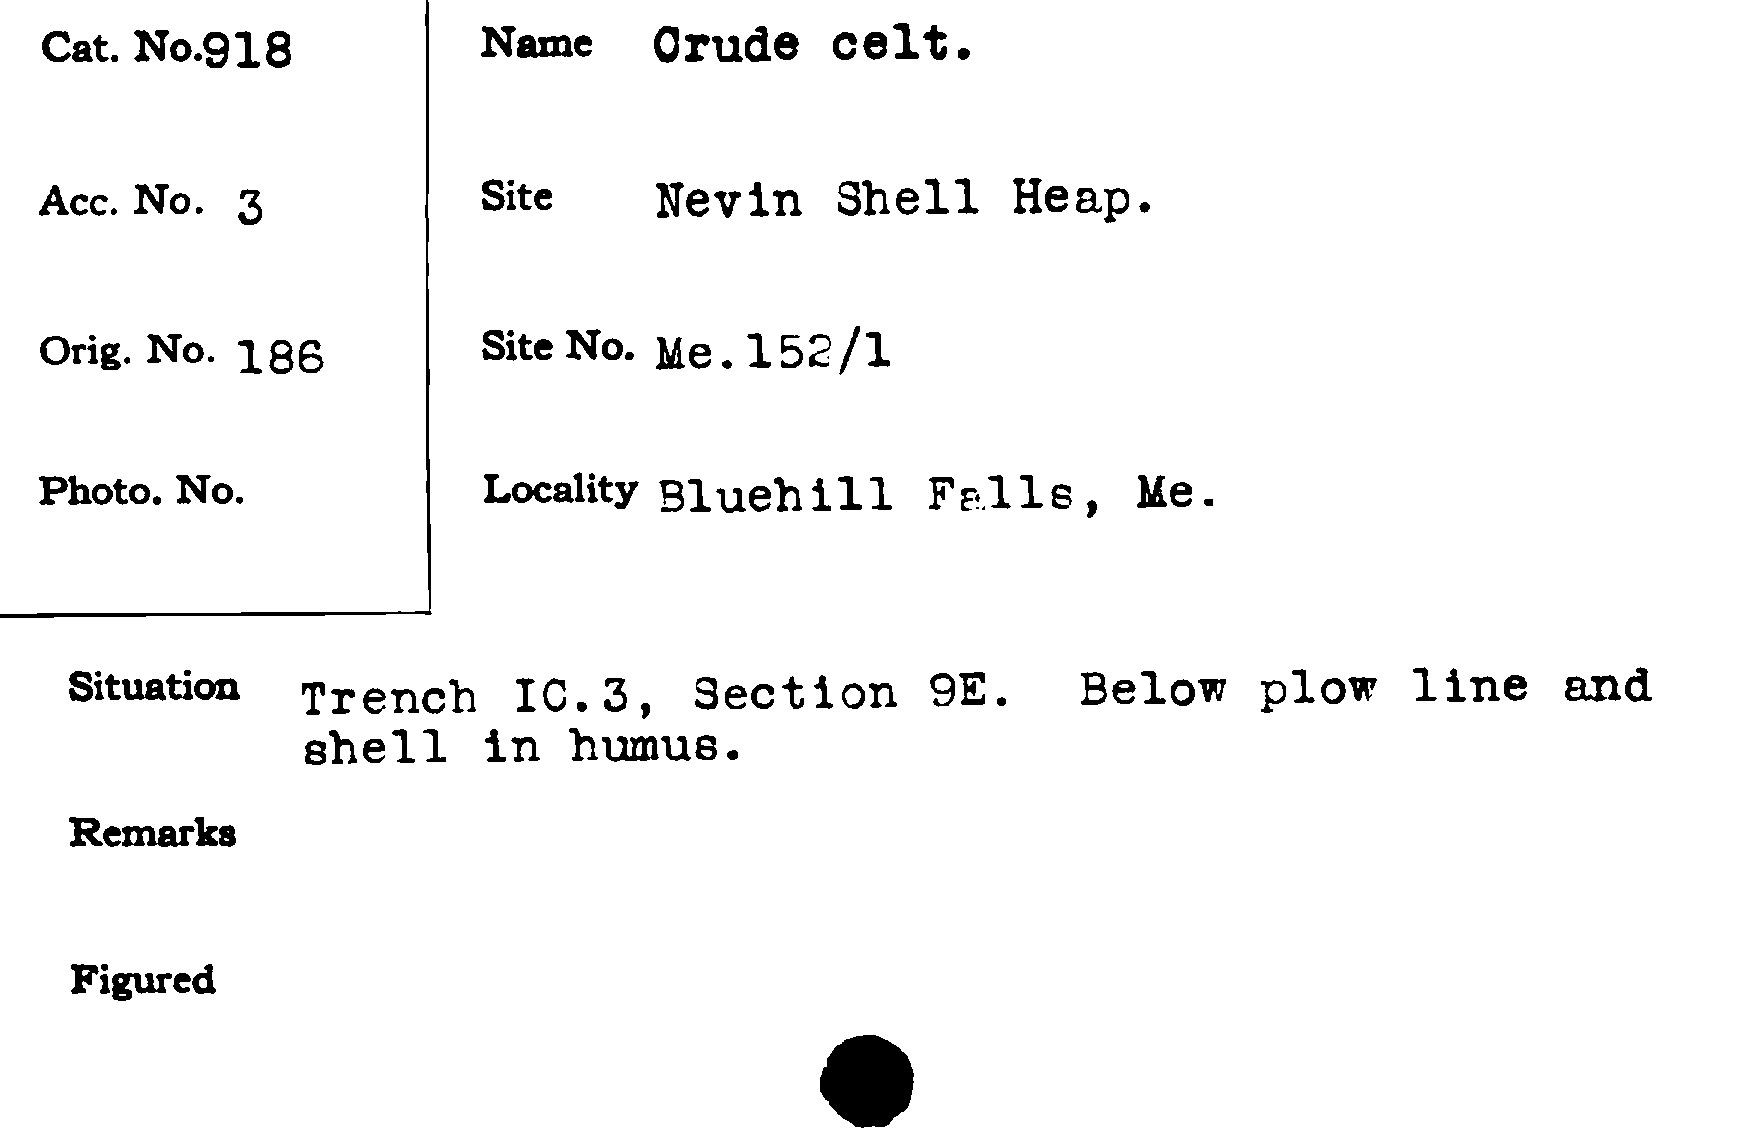 Cat. No.918
Name Crude celt.
Acc. No. 3
Site Nevin Shell Heap.
Orig. No. 186
Site No. Me.152/1
Photo. No.
Locality Bluehill Falls, Me.
Situation Trench IC.3, Section 9E. Below plow line and
shell in humus.
Remarks
Figured